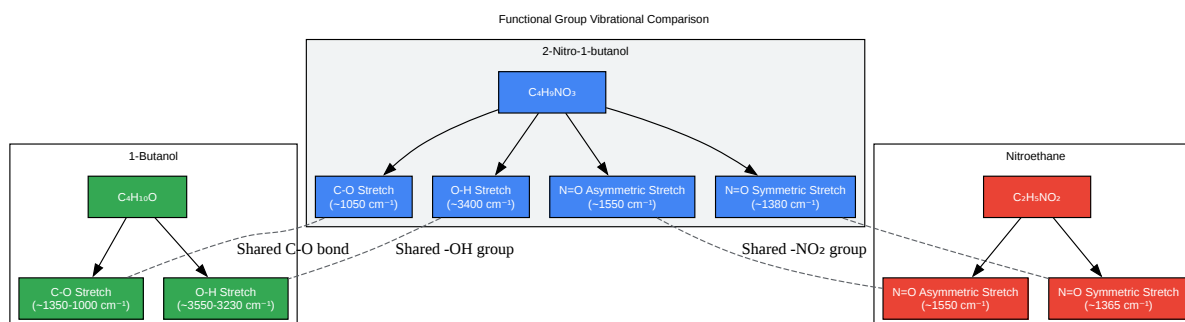 Functional Group Vibrational Comparison
2-Nitro-1-butanol
C₄H₉NO₃
C-O Stretch
(~1050 cm⁻¹)
O-H Stretch
(~3400 cm⁻¹)
N=O Asymmetric Stretch
(~1550 cm⁻¹)
N=O Symmetric Stretch
(~1380 cm⁻¹)
1-Butanol
C₄H₁₀O
C-O Stretch
(~1350-1000 cm⁻¹)
O-H Stretch
(~3550-3230 cm⁻¹)
Nitroethane
C₂H₅NO₂
N=O Asymmetric Stretch
(~1550 cm⁻¹)
N=O Symmetric Stretch
(~1365 cm⁻¹)
Shared C-O bond
Shared -OH group
Shared -NO₂ group